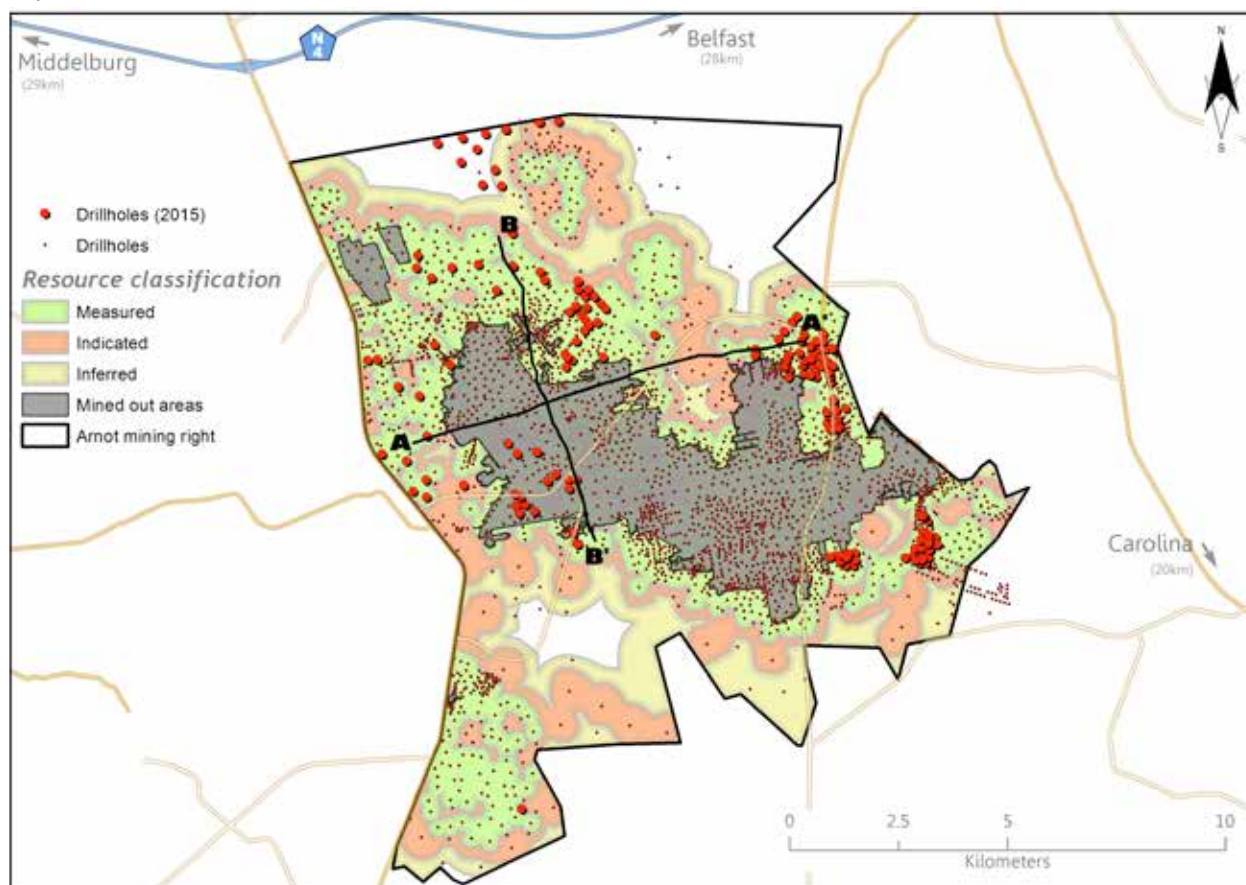 N
4
Middelburg
(29km)
Belfast
(28km)
N
S
Drillholes (2015)
Drillholes
Resource classification
Measured
Indicated
Inferred
Mined out areas
Arnot mining right
B
A'
A
B'
Carolina
(20km)
0 2.5 5 10
Kilometers